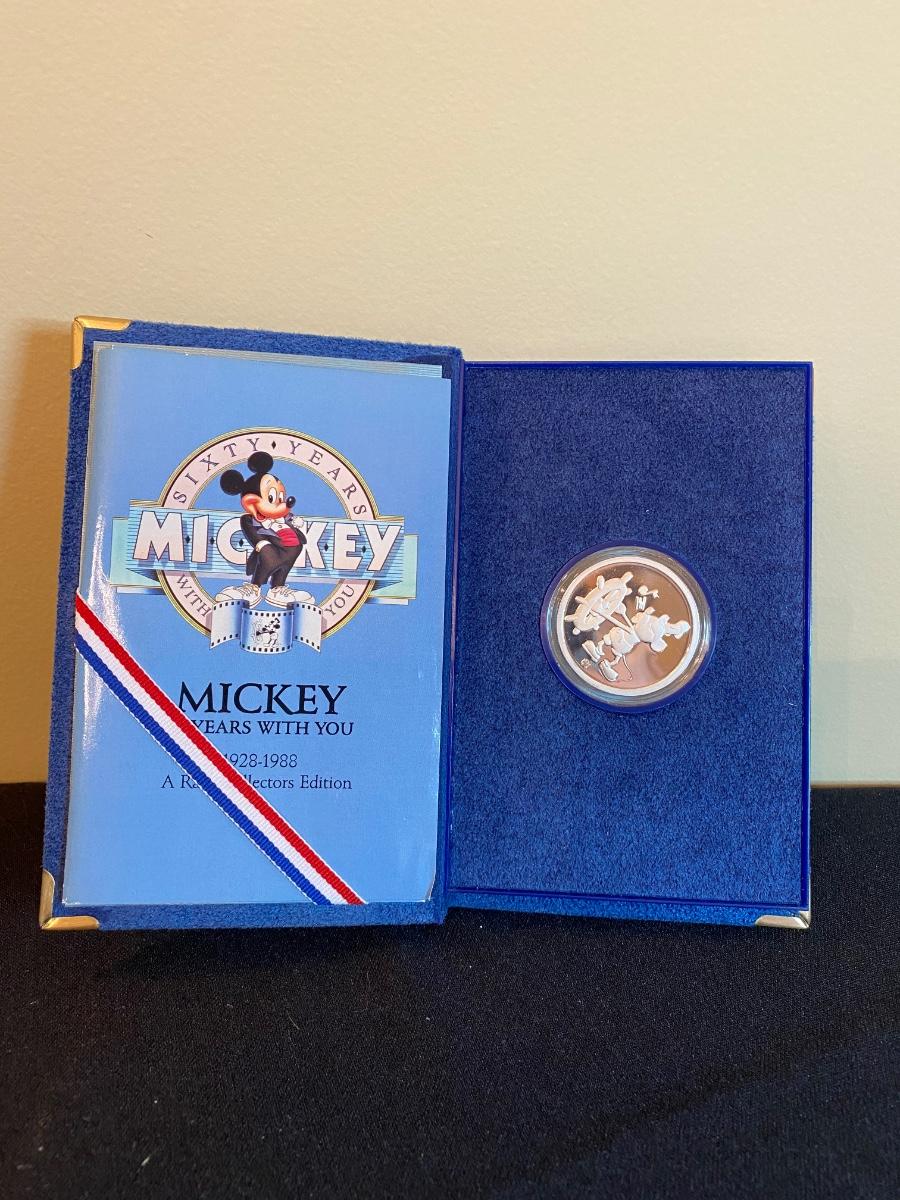 SIXTY • YEARS
MICKEY
WITH YOU
MICKEY
YEARS WITH YOU
1928-1988
A Ra llectors Edition